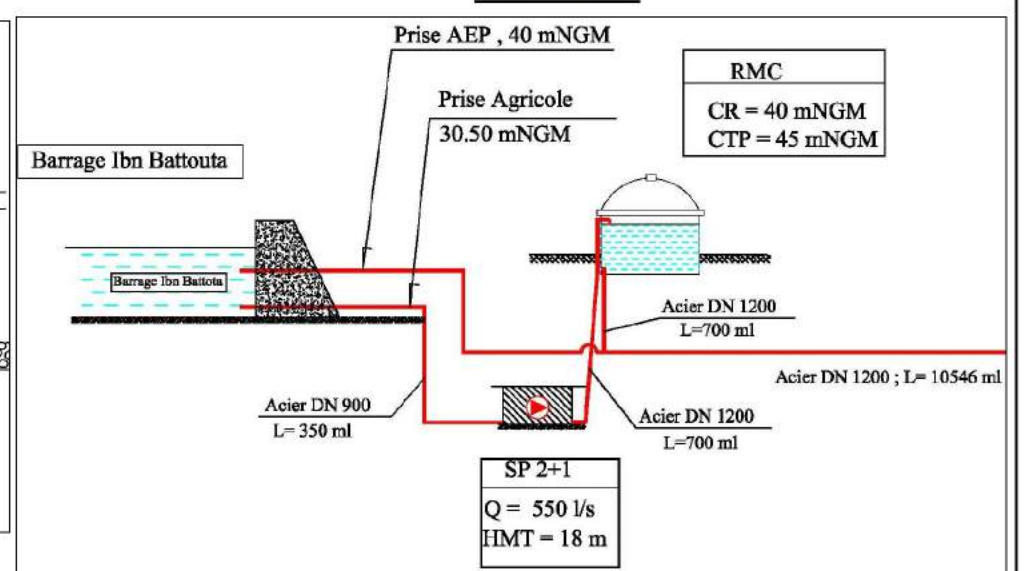 Prise AEP , 40 mNGM
Prise Agricole
30.50 mNGM
RMC
CR = 40 mNGM
CTP = 45 mNGM
Barrage Ibn Battouta
Barrage Ibn Battota
Acier DN 1200
L=700 ml
Acier DN 1200 ; L= 10546 ml
Acier DN 900
L= 350 ml
Acier DN 1200
L=700 ml
SP 2+1
Q = 550 l/s
HMT = 18 m